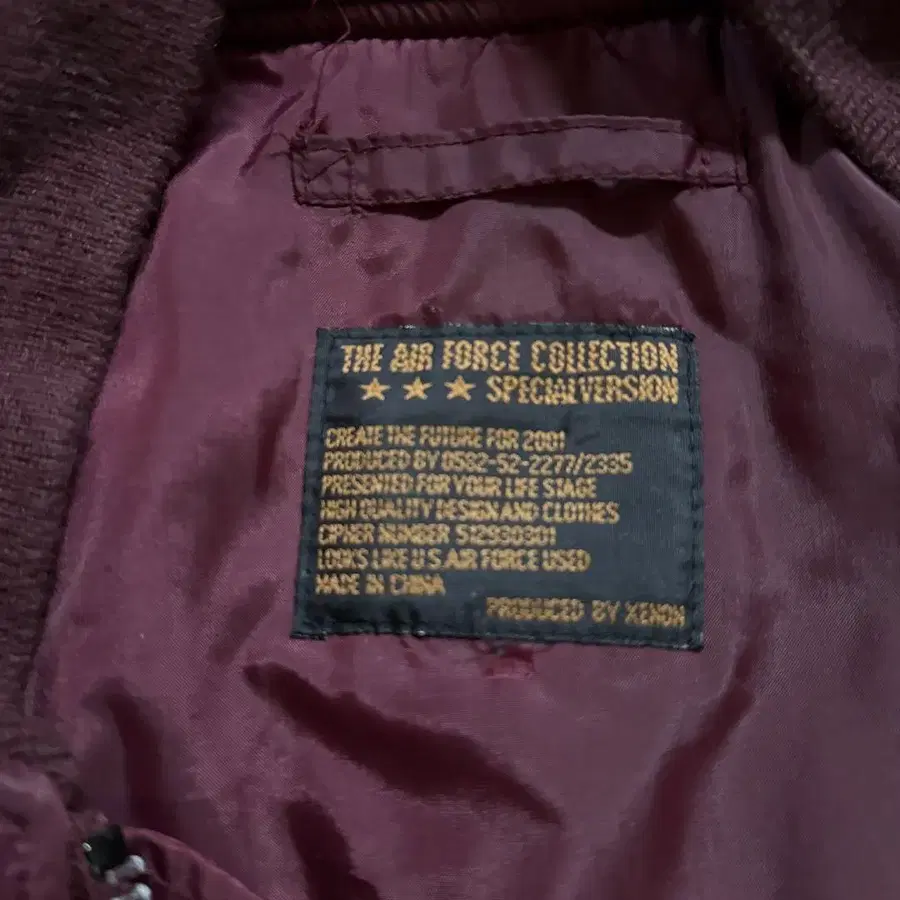 THE AIR FORCE COLLECTION
★ ★ ★ SPECIAL VERSION
CREATE THE FUTURE FOR 2001
PRODUCED BY 0582-52-2277/2335
PRESENTED FOR YOUR LIFE STAGE
HIGH QUALITY DESIGN AND CLOTHES
CIPHER NUMBER 512930301
LOOKS LIKE U.S.AIR FORCE USED
MADE IN CHINA
PRODUCED BY XENON